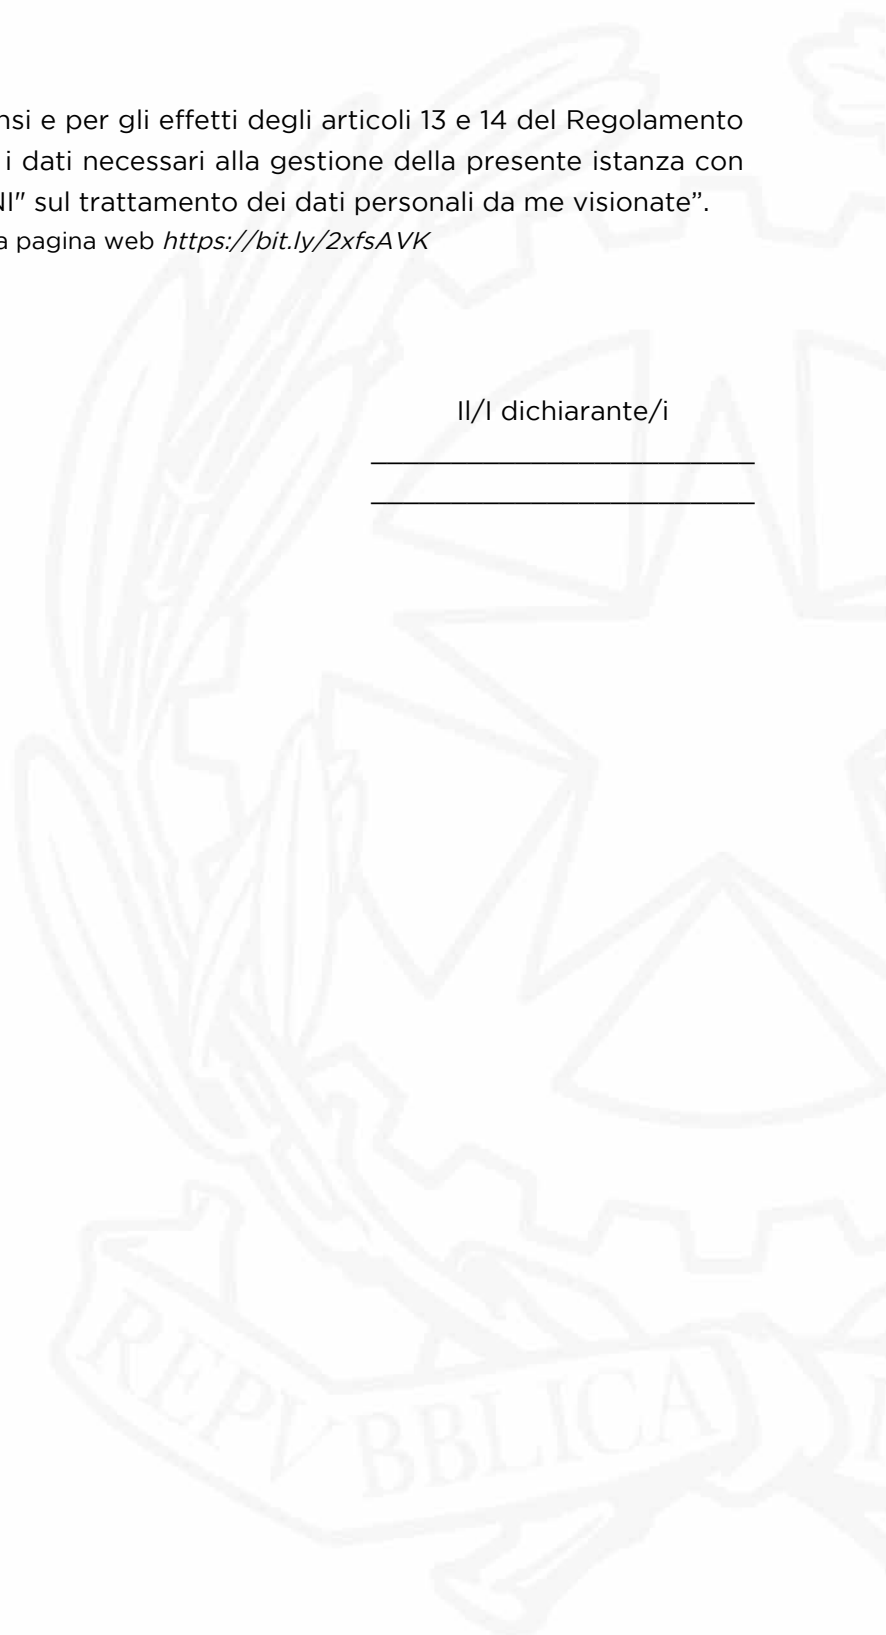 nsi e per gli effetti degli articoli 13 e 14 del Regolamento
i dati necessari alla gestione della presente istanza con
NI" sul trattamento dei dati personali da me visionate”.
a pagina web https://bit.ly/2xfsAVK
Il/I dichiarante/i
REPVBBLICA